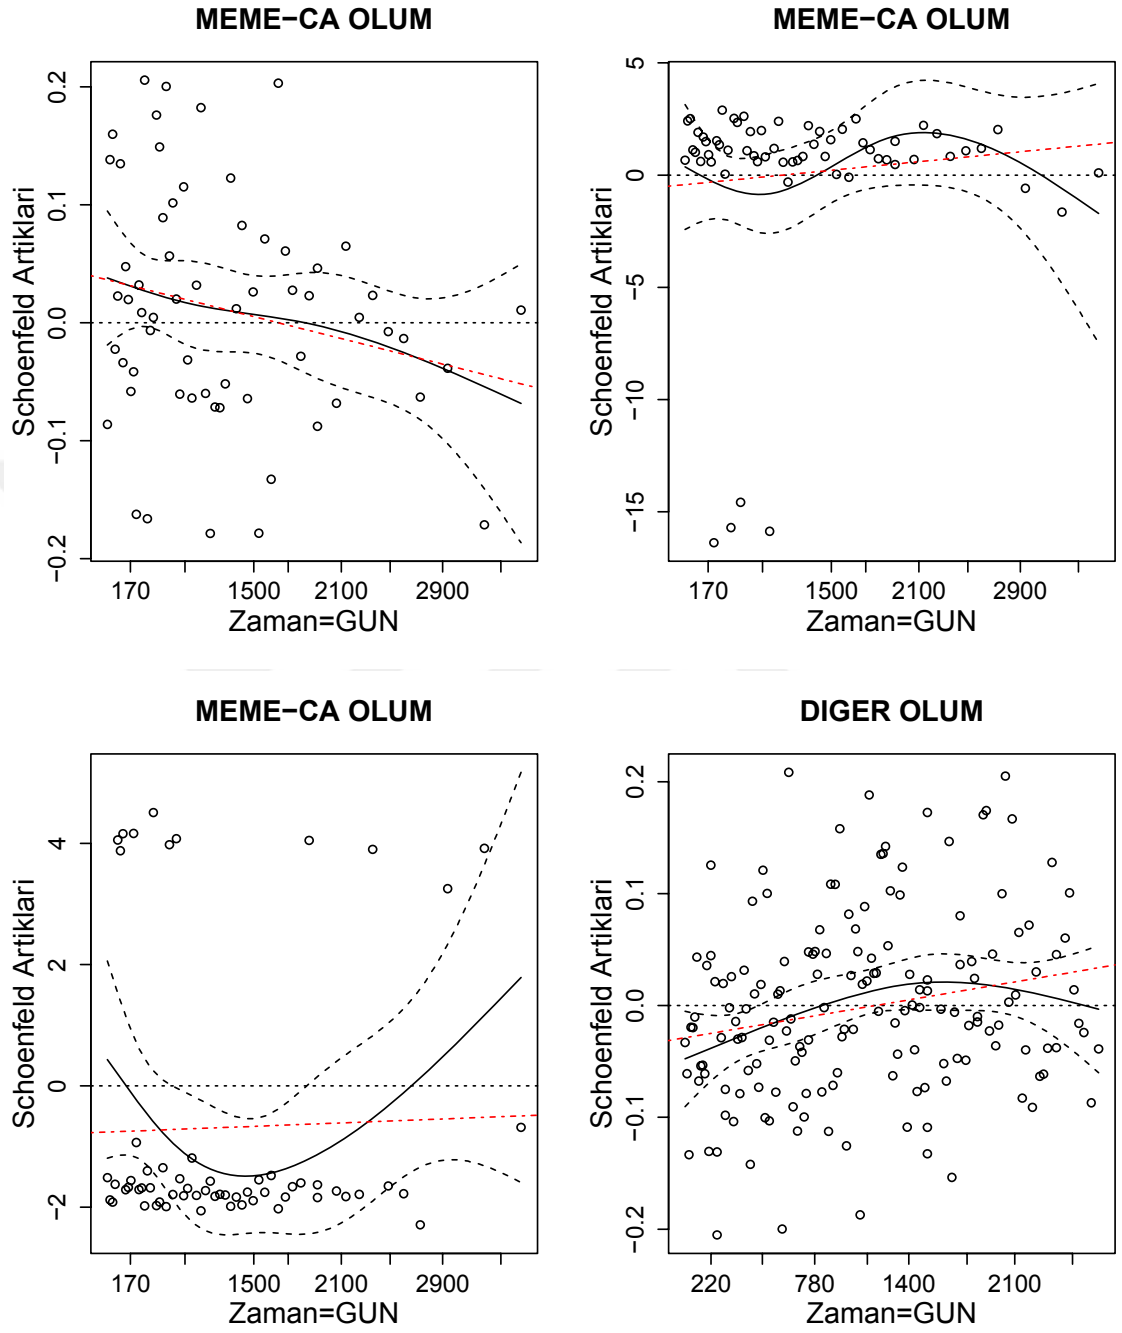 MEME−CA OLUM
0.2
0.1
0.0
−0.1
−0.2
Schoenfeld Artiklari
170 1500 2100 2900
Zaman=GUN
MEME−CA OLUM
5
0
−5
−10
−15
Schoenfeld Artiklari
170 1500 2100 2900
Zaman=GUN
MEME−CA OLUM
4
2
0
−2
Schoenfeld Artiklari
170 1500 2100 2900
Zaman=GUN
DIGER OLUM
0.2
0.1
0.0
−0.1
−0.2
Schoenfeld Artiklari
220 780 1400 2100
Zaman=GUN